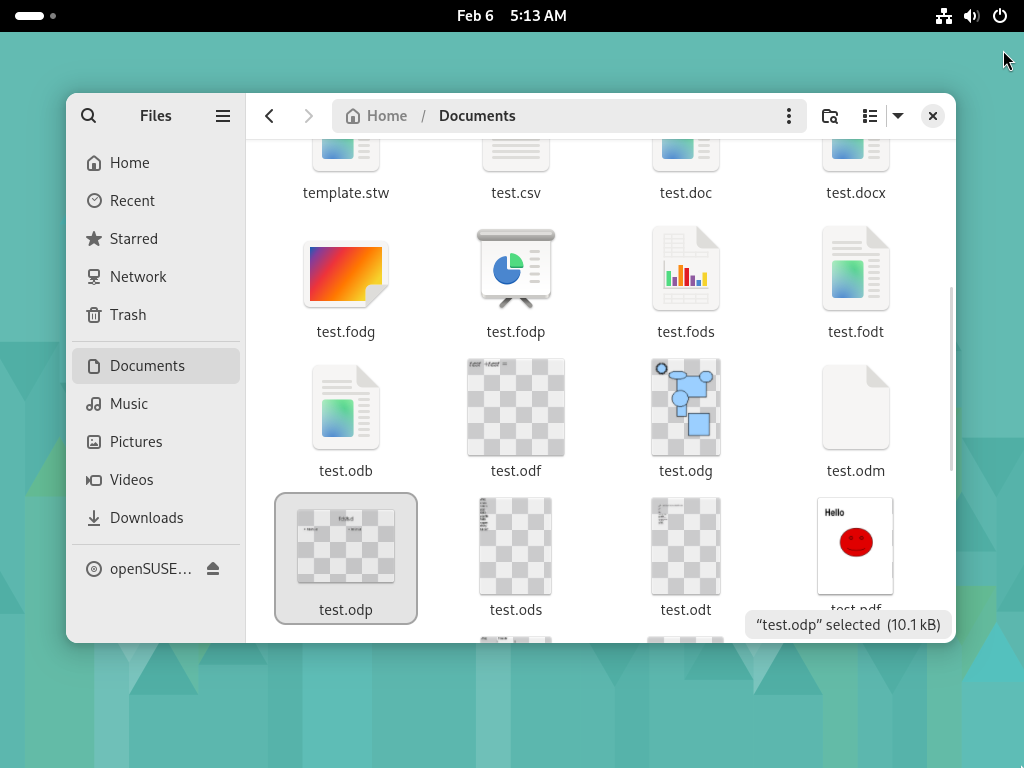 Feb 6 5:13 AM
Files
Home / Documents
Home
Recent
Starred
Network
Trash
Documents
Music
Pictures
Videos
Downloads
openSUSE…
template.stw test.csv test.doc test.docx
test.fodg test.fodp test.fods test.fodt
test.odb test.odf test.odg test.odm
Hello
test.odp test.ods test.odt test.pdf
“test.odp” selected (10.1 kB)